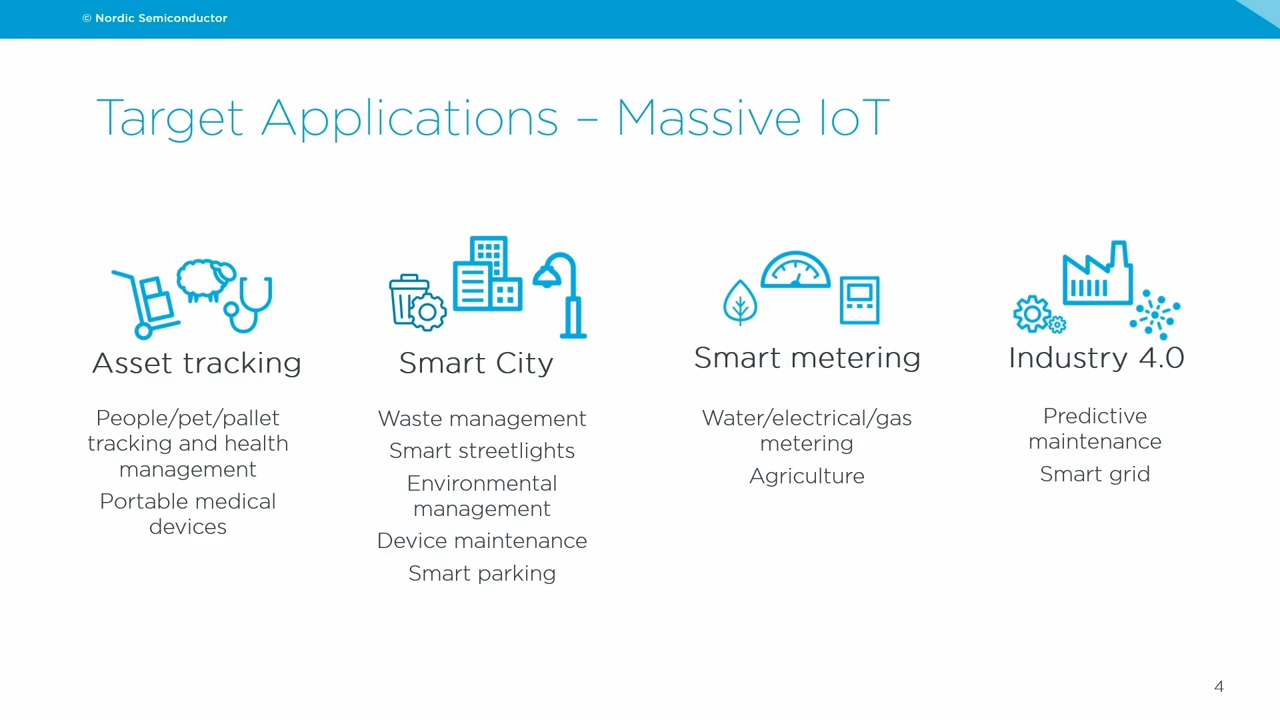 © Nordic Semiconductor
Target Applications – Massive IoT
Asset tracking
People/pet/pallet
tracking and health
management
Portable medical
devices
Smart City
Waste management
Smart streetlights
Environmental
management
Device maintenance
Smart parking
Smart metering
Water/electrical/gas
metering
Agriculture
Industry 4.0
Predictive
maintenance
Smart grid
4